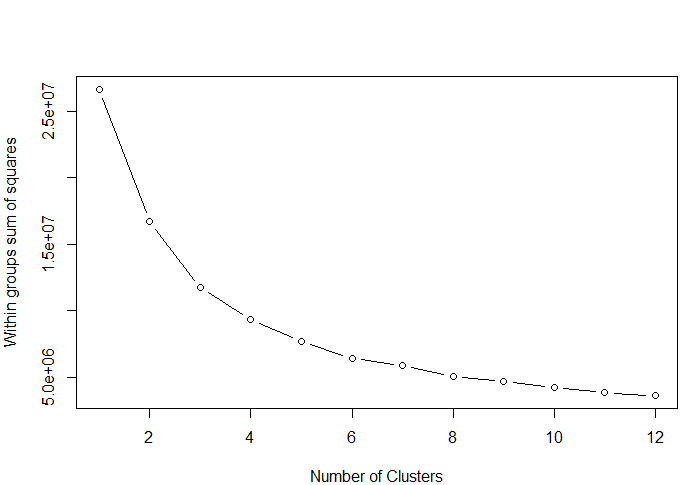 Within groups sum of squares
2.5e+07
1.5e+07
5.0e+06
2 4 6 8 10 12
Number of Clusters